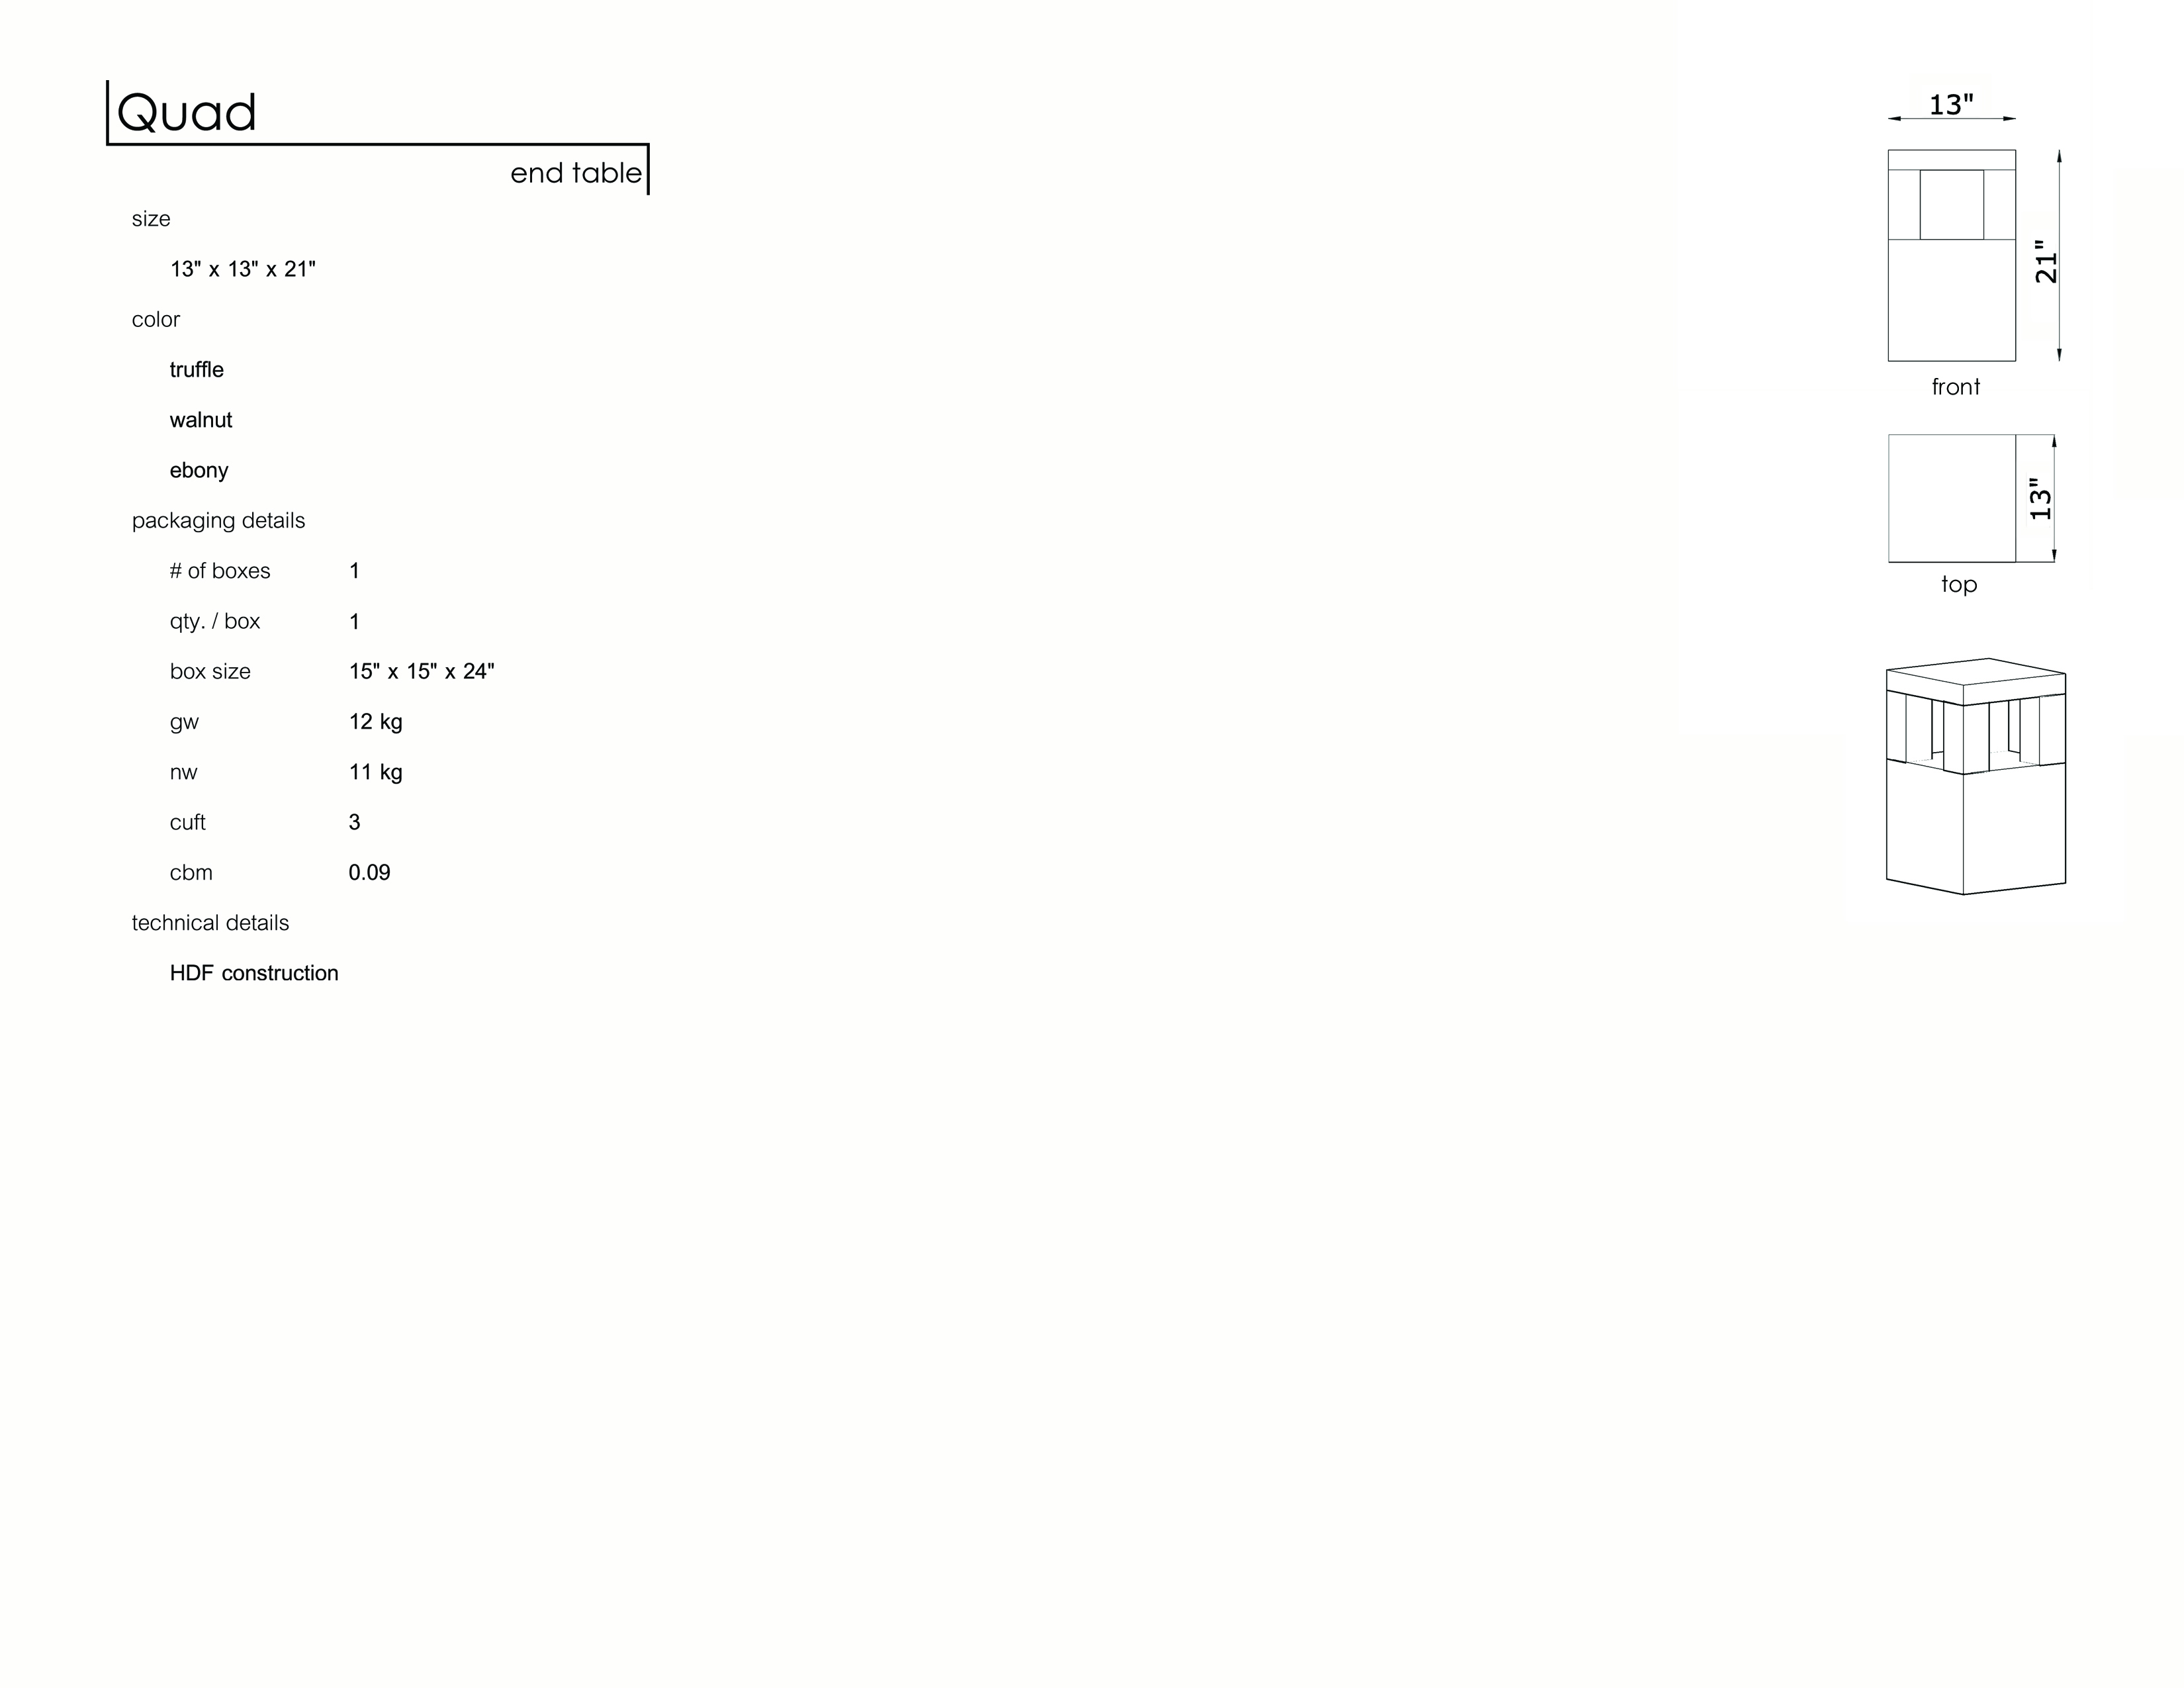 Quad
end table
size
13" x 13" x 21"
color
truffle
walnut
ebony
packaging details
# of boxes 1
qty. / box 1
box size 15" x 15" x 24"
gw 12 kg
nw 11 kg
cuft 3
cbm 0.09
technical details
HDF construction
13"
21"
front
13"
top